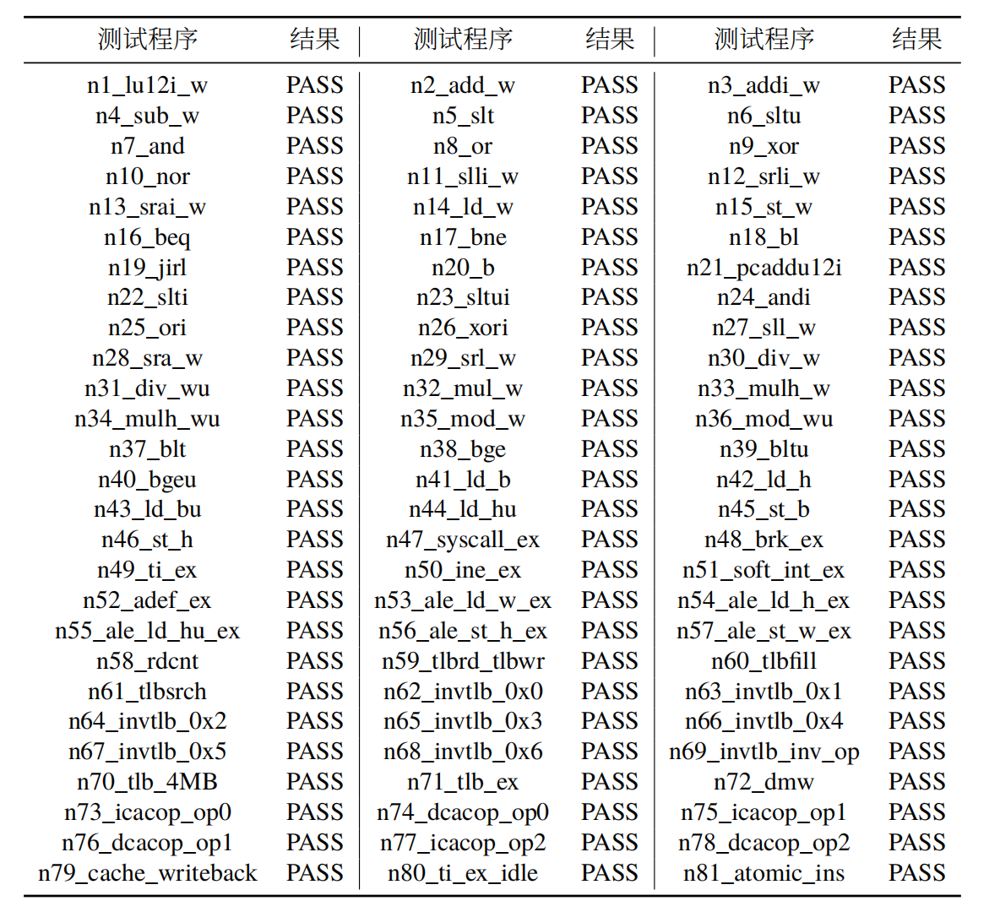 测试程序 结果 测试程序 结果 测试程序 结果
n1_lu12i_w PASS n2_add_w PASS n3_addi_w PASS
n4_sub_w PASS n5_slt PASS n6_sltu PASS
n7_and PASS n8_or PASS n9_xor PASS
n10_nor PASS n11_slli_w PASS n12_srli_w PASS
n13_srai_w PASS n14_ld_w PASS n15_st_w PASS
n16_beq PASS n17_bne PASS n18_bl PASS
n19_jirl PASS n20_b PASS n21_pcaddu12i PASS
n22_slti PASS n23_sltui PASS n24_andi PASS
n25_ori PASS n26_xori PASS n27_sll_w PASS
n28_sra_w PASS n29_srl_w PASS n30_div_w PASS
n31_div_wu PASS n32_mul_w PASS n33_mulh_w PASS
n34_mulh_wu PASS n35_mod_w PASS n36_mod_wu PASS
n37_blt PASS n38_bge PASS n39_bltu PASS
n40_bgeu PASS n41_ld_b PASS n42_ld_h PASS
n43_ld_bu PASS n44_ld_hu PASS n45_st_b PASS
n46_st_h PASS n47_syscall_ex PASS n48_brk_ex PASS
n49_ti_ex PASS n50_ine_ex PASS n51_soft_int_ex PASS
n52_adef_ex PASS n53_ale_ld_w_ex PASS n54_ale_ld_h_ex PASS
n55_ale_ld_hu_ex PASS n56_ale_st_h_ex PASS n57_ale_st_w_ex PASS
n58_rdcnt PASS n59_tlbrd_tlbwr PASS n60_tlbfill PASS
n61_tlbsrch PASS n62_invtlb_0x0 PASS n63_invtlb_0x1 PASS
n64_invtlb_0x2 PASS n65_invtlb_0x3 PASS n66_invtlb_0x4 PASS
n67_invtlb_0x5 PASS n68_invtlb_0x6 PASS n69_invtlb_inv_op PASS
n70_tlb_4MB PASS n71_tlb_ex PASS n72_dmw PASS
n73_icacop_op0 PASS n74_dcacop_op0 PASS n75_icacop_op1 PASS
n76_dcacop_op1 PASS n77_icacop_op2 PASS n78_dcacop_op2 PASS
n79_cache_writeback PASS n80_ti_ex_idle PASS n81_atomic_ins PASS